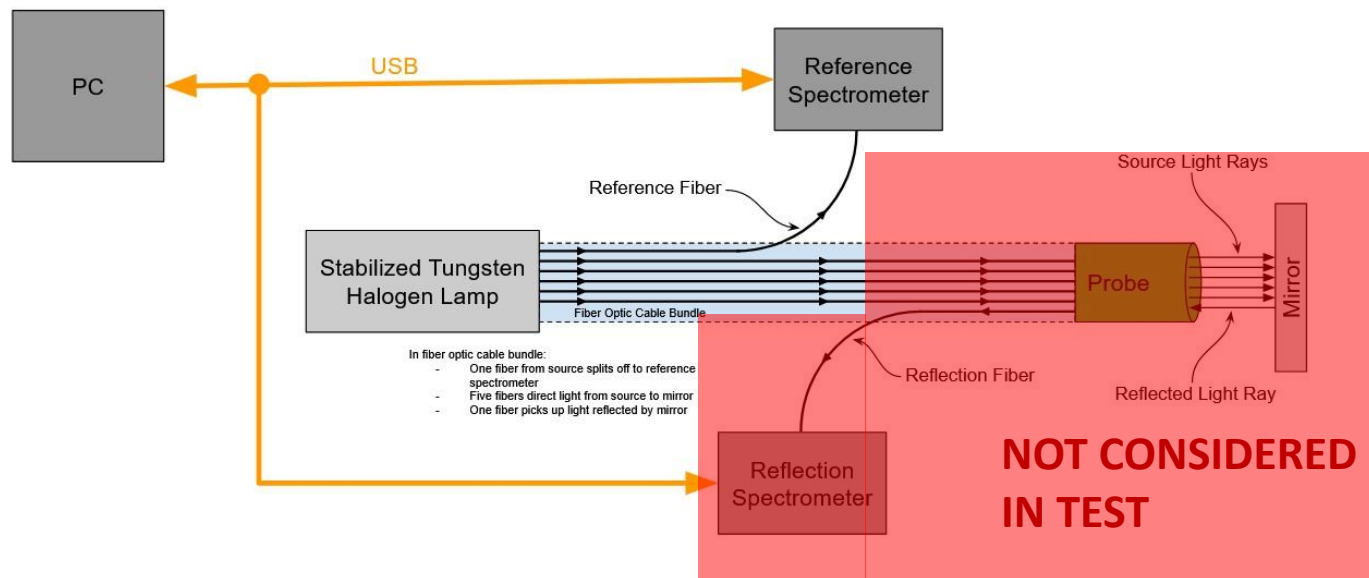 PC
USB
Reference
Spectrometer
Source Light Rays
Reference Fiber
Stabilized Tungsten
Halogen Lamp
Probe
Mirror
Fiber Optic Cable Bundle
In fiber optic cable bundle:
- One fiber from source splits off to reference
spectrometer
- Five fibers direct light from source to mirror
- One fiber picks up light reflected by mirror
Reflection Fiber
Reflected Light Ray
Reflection
Spectrometer
NOT CONSIDERED
IN TEST